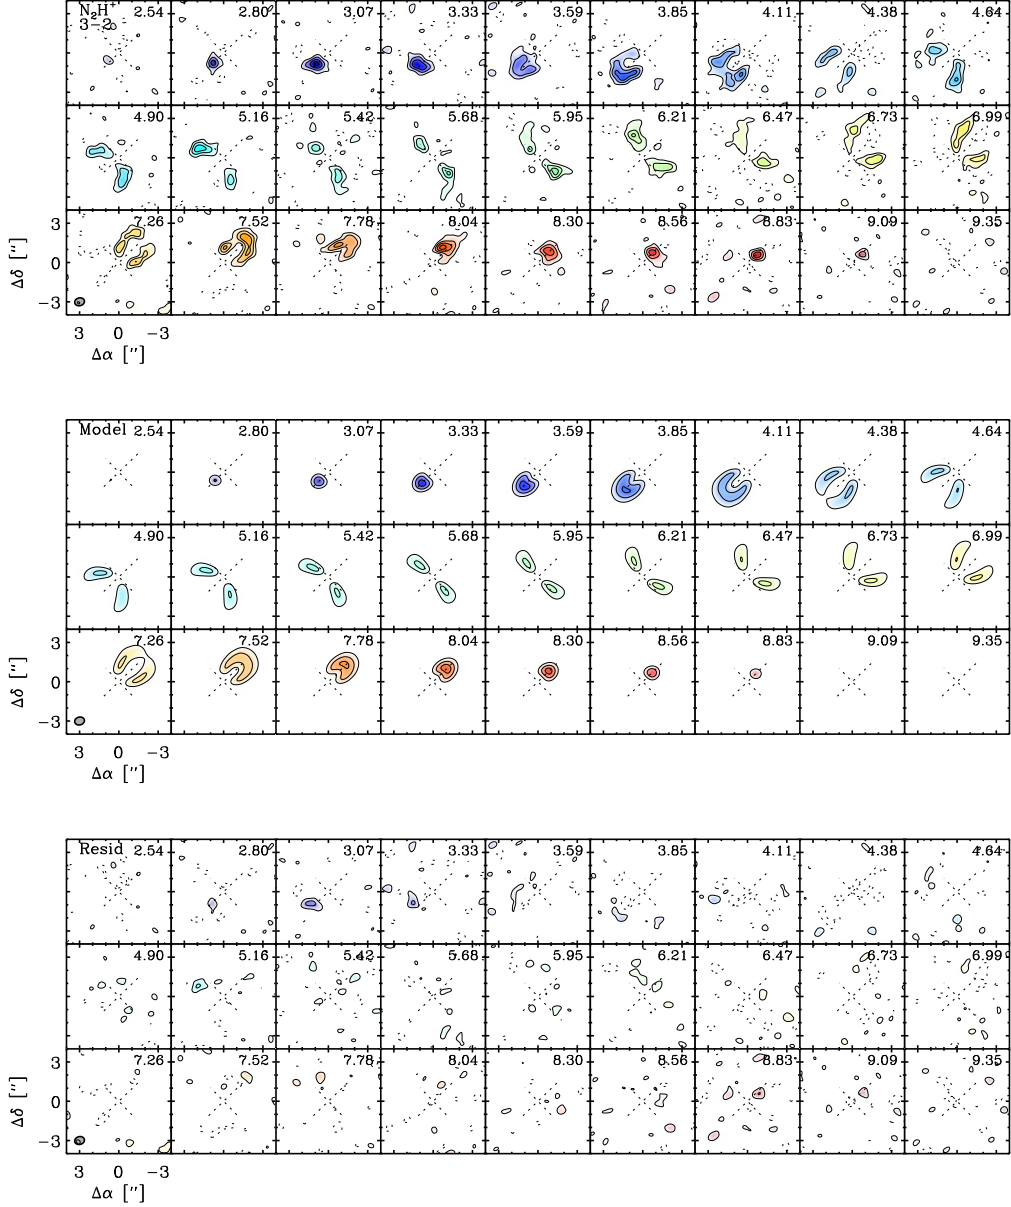 N₂H⁺ 2.54 2.80 3.07 3.33 3.59 3.85 4.11 4.38 4.64
3−2
4.90 5.16 5.42 5.68 5.95 6.21 6.47 6.73 6.99
7.26 7.52 7.78 8.04 8.30 8.56 8.83 9.09 9.35
3
0
−3
Δδ [″]
3 0 −3
Δα [″]
Model 2.54 2.80 3.07 3.33 3.59 3.85 4.11 4.38 4.64
4.90 5.16 5.42 5.68 5.95 6.21 6.47 6.73 6.99
7.26 7.52 7.78 8.04 8.30 8.56 8.83 9.09 9.35
3
0
−3
Δδ [″]
3 0 −3
Δα [″]
Resid 2.54 2.80 3.07 3.33 3.59 3.85 4.11 4.38 4.64
4.90 5.16 5.42 5.68 5.95 6.21 6.47 6.73 6.99
7.26 7.52 7.78 8.04 8.30 8.56 8.83 9.09 9.35
3
0
−3
Δδ [″]
3 0 −3
Δα [″]